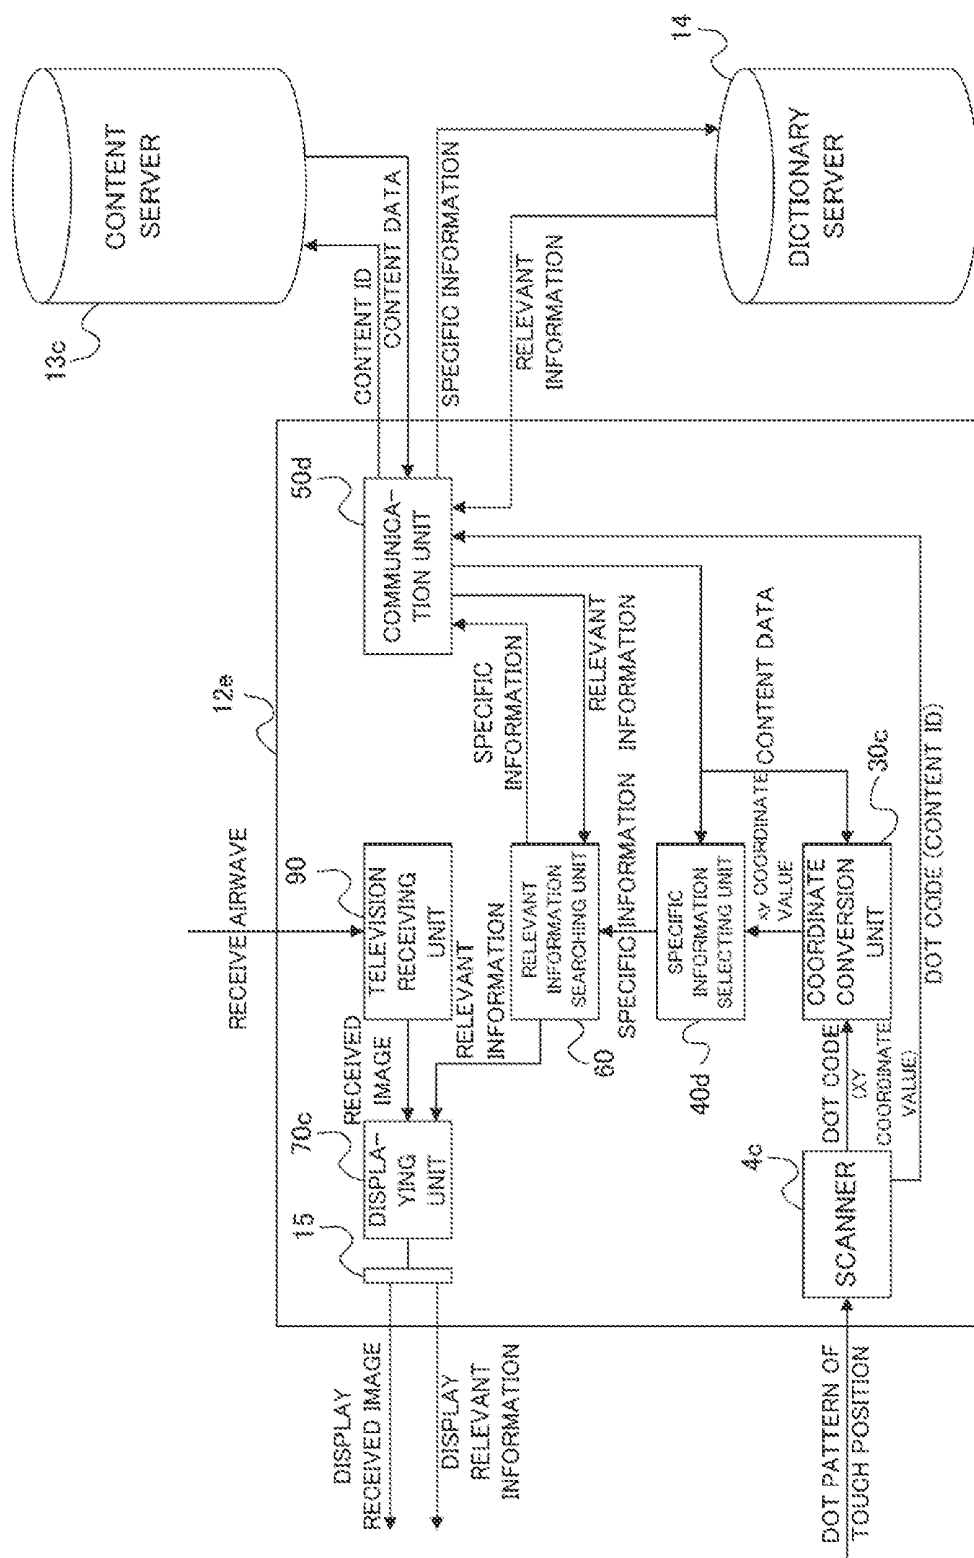 13c
CONTENT
SERVER
14
DICTIONARY
SERVER
CONTENT ID
CONTENT DATA
SPECIFIC INFORMATION
RELEVANT
INFORMATION
12e
50d
COMMUNICA-
TION UNIT
RECEIVE AIRWAVE
90
TELEVISION
RECEIVING
UNIT
SPECIFIC
INFORMATION
RELEVANT
INFORMATION
RELEVANT
INFORMATION
SEARCHING UNIT
60
SPECIFIC INFORMATION
SPECIFIC
INFORMATION
SELECTING UNIT
40d
CONTENT DATA
xy COORDINATE
VALUE
30c
COORDINATE
CONVERSION
UNIT
DOT CODE (CONTENT ID)
RECEIVED
IMAGE
RELEVANT
INFORMATION
70c
DISPLA-
YING
UNIT
15
DOT CODE
(XY
COORDINATE
VALUE)
4c
SCANNER
DISPLAY
RECEIVED IMAGE
DISPLAY
RELEVANT
INFORMATION
DOT PATTERN OF
TOUGH POSITION